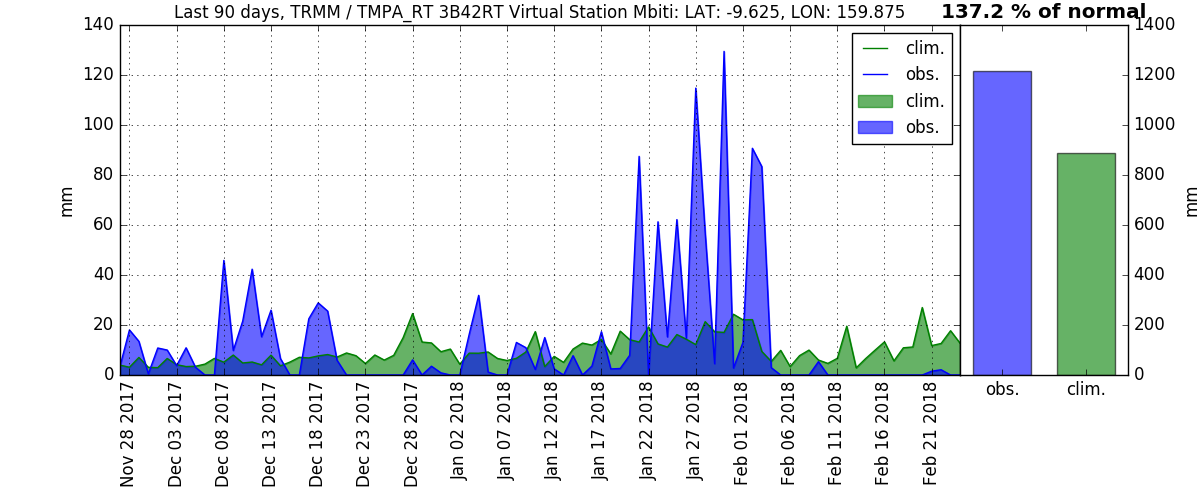 Last 90 days, TRMM / TMPA_RT 3B42RT Virtual Station Mbiti: LAT: -9.625, LON: 159.875
137.2 % of normal
140
120
100
80
60
40
20
0
mm
clim.
obs.
clim.
obs.
Nov 28 2017
Dec 03 2017
Dec 08 2017
Dec 13 2017
Dec 18 2017
Dec 23 2017
Dec 28 2017
Jan 02 2018
Jan 07 2018
Jan 12 2018
Jan 17 2018
Jan 22 2018
Jan 27 2018
Feb 01 2018
Feb 06 2018
Feb 11 2018
Feb 16 2018
Feb 21 2018
1400
1200
1000
800
600
400
200
0
mm
obs.
clim.